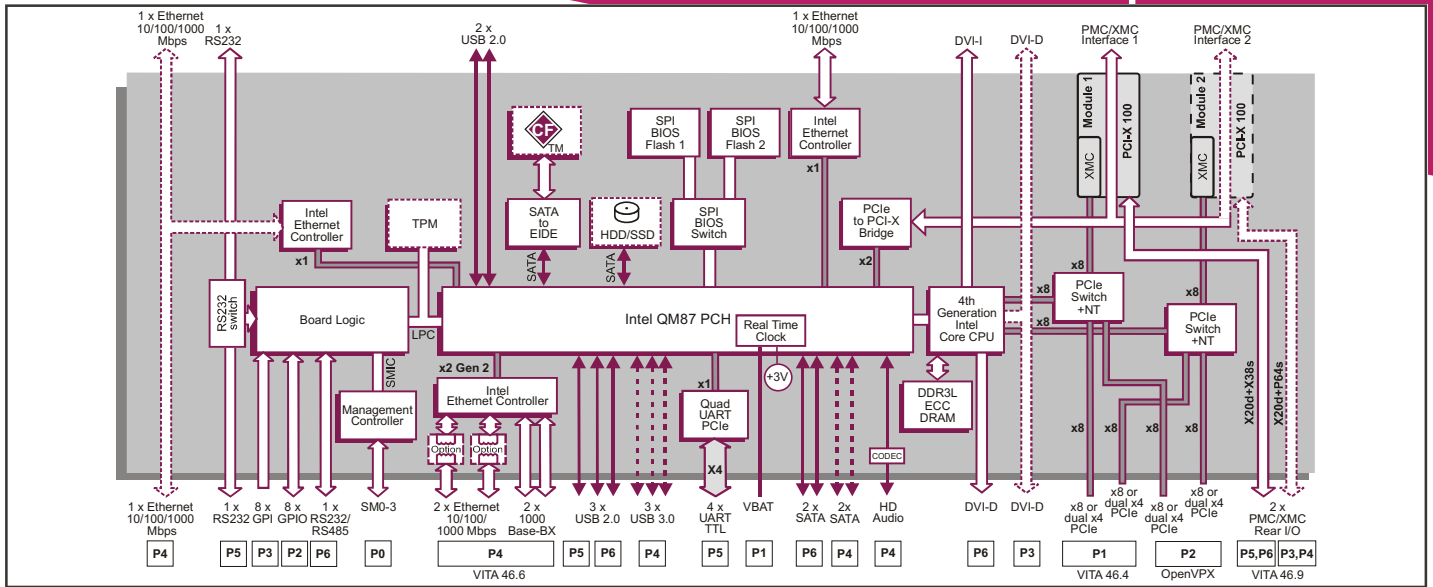 1 x Ethernet
10/100/1000
Mbps
1 x
RS232
2 x
USB 2.0
1 x Ethernet
10/100/1000
Mbps
DVI-I
DVI-D
PMC/XMC
Interface 1
PMC/XMC
Interface 2
Module 1
XMC
PCI-X 100
Module 2
XMC
PCI-X 100
CF
TM
SPI
BIOS
Flash 1
SPI
BIOS
Flash 2
Intel
Ethernet
Controller
x1
Intel
Ethernet
Controller
x1
TPM
SATA
to
EIDE
SATA
HDD/SSD
SATA
SPI
BIOS
Switch
PCIe
to PCI-X
Bridge
x2
x8
x8
x8
x8
x8
PCIe
Switch
+NT
PCIe
Switch
+NT
RS232
switch
Board Logic
LPC
Intel QM87 PCH
Real Time
Clock
+3V
4th
Generation
Intel
Core CPU
SMIC
Management
Controller
x2 Gen 2
Intel
Ethernet Controller
Option
Option
x1
Quad
UART
PCIe
X4
DDR3L
ECC
DRAM
CODEC
x8
x8
x8
x8
X20d+X38s
X20d+P64s
1 x Ethernet
10/100/1000
Mbps
1 x
RS232
8 x
GPI
8 x
GPIO
1 x
RS232/
RS485
SM0-3
2 x Ethernet
10/100/
1000 Mbps
2 x
1000
Base-BX
3 x
USB 2.0
3 x
USB 3.0
4 x
UART
TTL
VBAT
2 x
SATA
2x
SATA
HD
Audio
DVI-D
DVI-D
x8 or
dual x4
PCIe
x8 or
dual x4
PCIe
x8 or
dual x4
PCIe
x8 or
dual x4
PCIe
2 x
PMC/XMC
Rear I/O
P4
P5
P3
P2
P6
P0
P4
P5
P6
P4
P5
P1
P6
P4
P4
P6
P3
P1
P2
P5,P6
P3,P4
VITA 46.6
VITA 46.4
OpenVPX
VITA 46.9